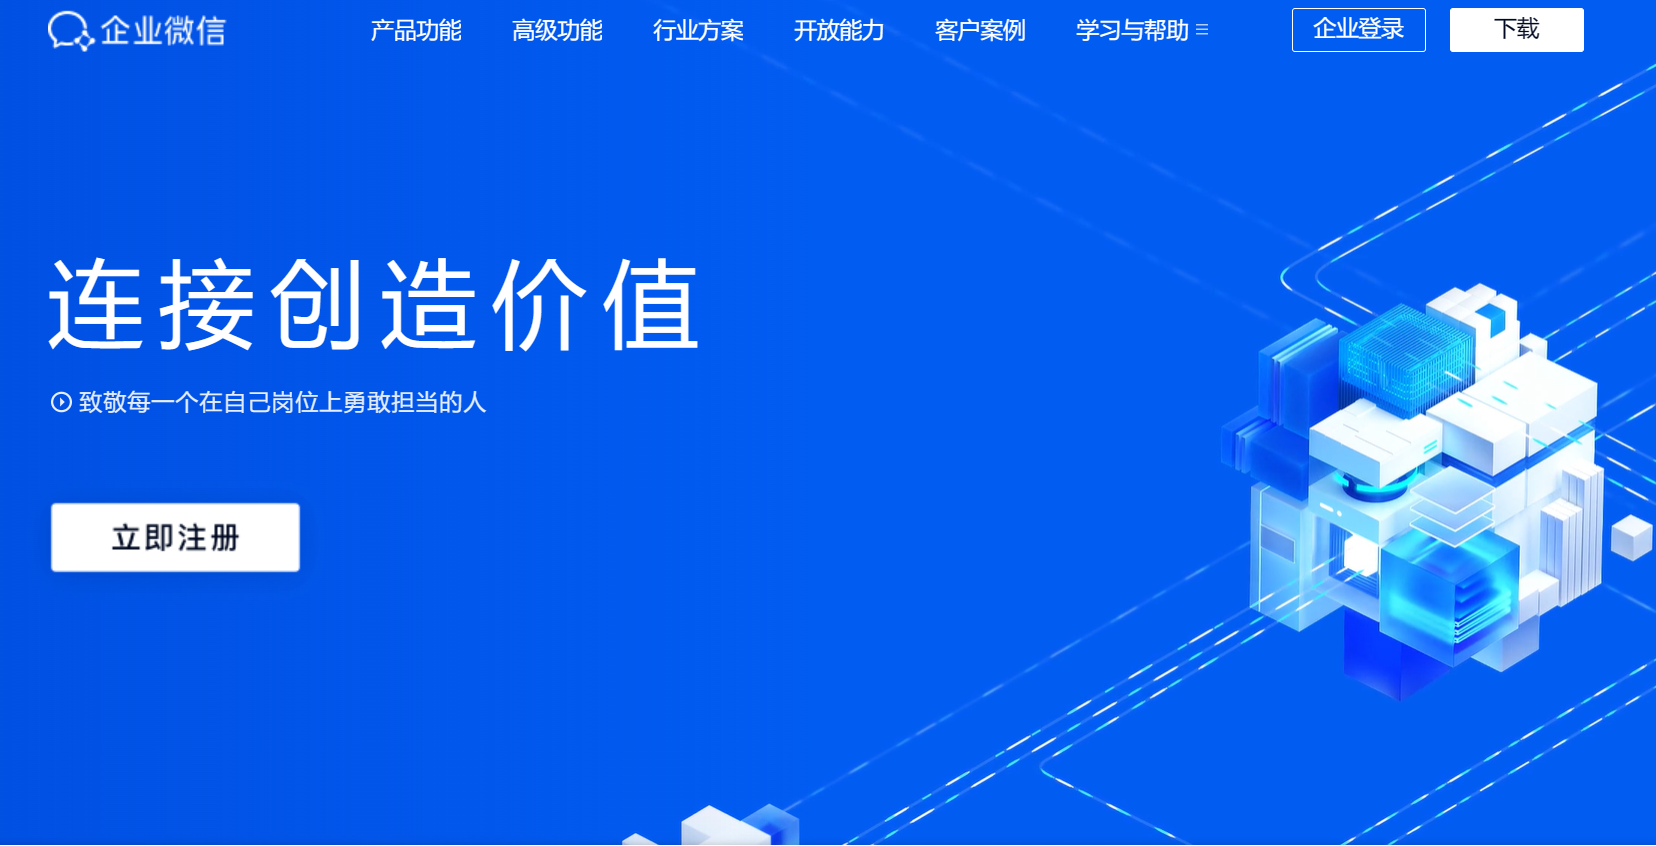 企业微信 产品功能 高级功能 行业方案 开放能力 客户案例 学习与帮助 企业登录 下载
连接创造价值
致敬每一个在自己岗位上勇敢担当的人
立即注册